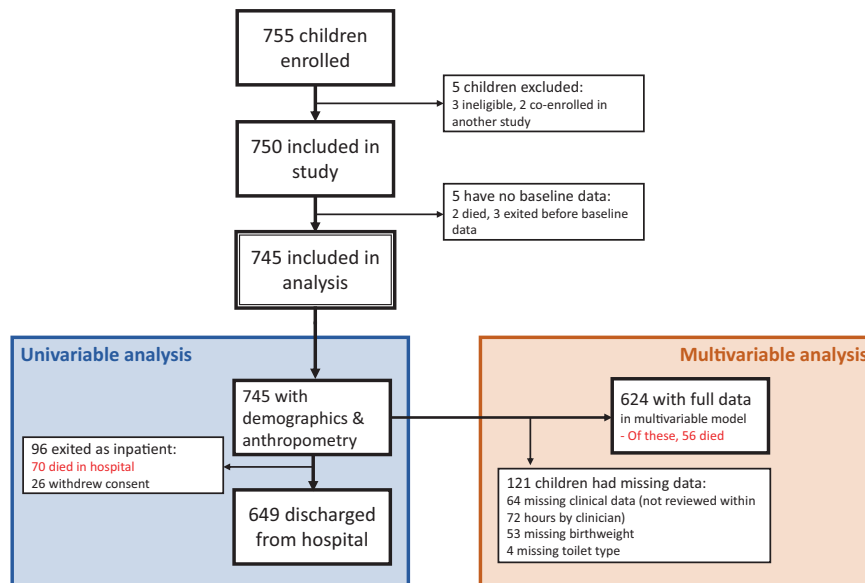 755 children
enrolled
5 children excluded:
3 ineligible, 2 co-enrolled in
another study
750 included in
study
5 have no baseline data:
2 died, 3 exited before baseline
data
745 included in
analysis
Univariable analysis
Multivariable analysis
745 with
demographics &
anthropometry
624 with full data
in multivariable model
- Of these, 56 died
96 exited as inpatient:
70 died in hospital
26 withdrew consent
121 children had missing data:
64 missing clinical data (not reviewed within
72 hours by clinician)
53 missing birthweight
4 missing toilet type
649 discharged
from hospital